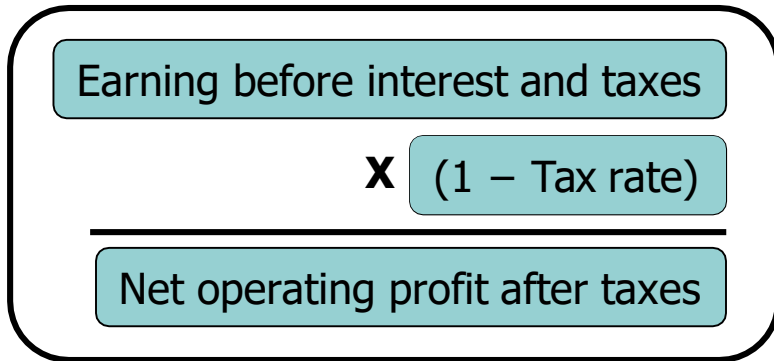 Earning before interest and taxes
X (1 – Tax rate)
Net operating profit after taxes